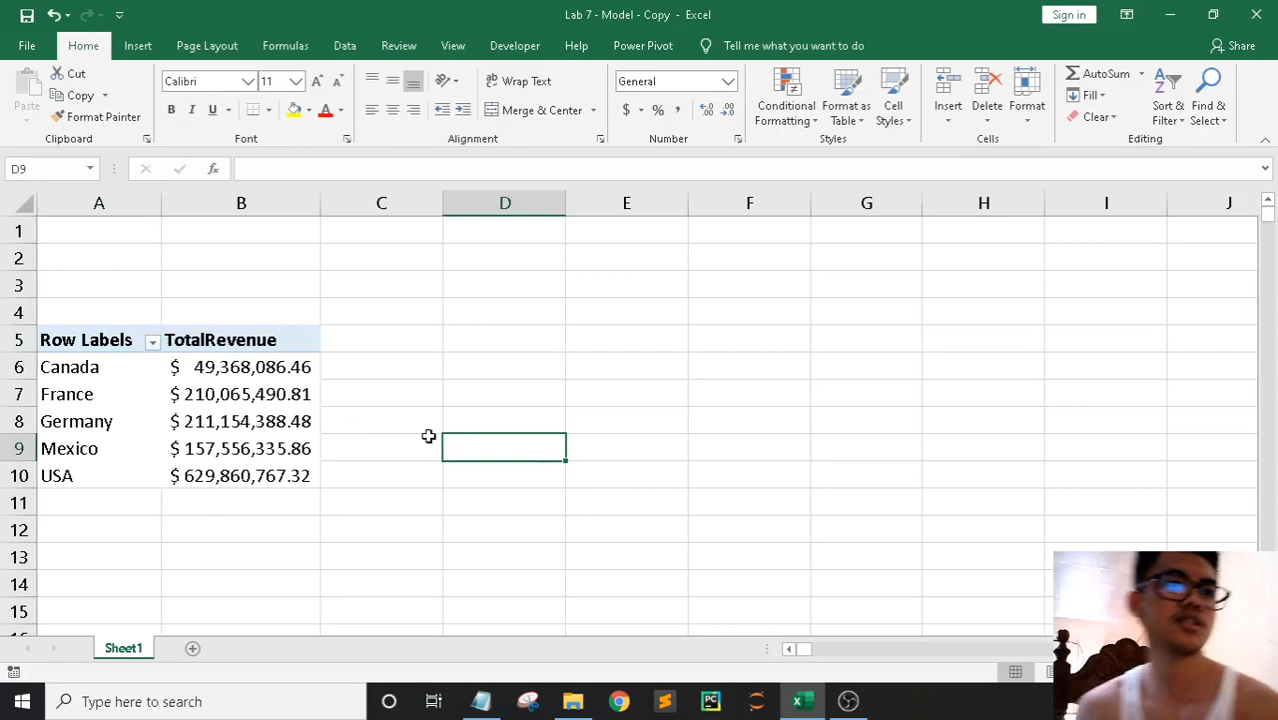 Lab 7 - Model - Copy - Excel
Sign in
File Home Insert Page Layout Formulas Data Review View Developer Help Power Pivot Tell me what you want to do Share
Paste
Cut
Copy
Format Painter
Clipboard
Calibri 11
B I U
Font
Wrap Text
Merge & Center
Alignment
General
$ % ,
Number
Conditional Formatting
Format as Table
Cell Styles
Styles
Insert Delete Format
Cells
AutoSum
Fill
Clear
Sort & Filter
Find & Select
Editing
D9 fx
A B C D E F G H I J
1
2
3
4
5 Row Labels TotalRevenue
6 Canada $ 49,368,086.46
7 France $ 210,065,490.81
8 Germany $ 211,154,388.48
9 Mexico $ 157,556,335.86
10 USA $ 629,860,767.32
11
12
13
14
15
Sheet1
Type here to search